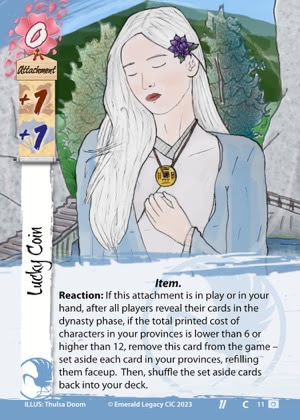 0
Attachment
+1
+1
Lucky Coin
Item.
Reaction: If this attachment is in play or in your
hand, after all players reveal their cards in the
dynasty phase, if the total printed cost of
characters in your provinces is lower than 6 or
higher than 12, remove this card from the game –
set aside each card in your provinces, refilling
them faceup. Then, shuffle the set aside cards
back into your deck.
ILLUS: Thulsa Doom © Emerald Legacy CIC 2023 C 11